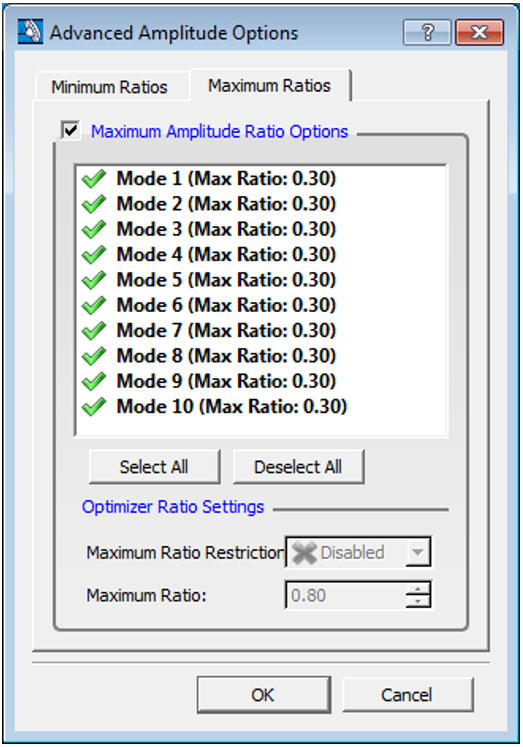 Advanced Amplitude Options
?
Minimum Ratios
Maximum Ratios
Maximum Amplitude Ratio Options
Mode 1 (Max Ratio: 0.30)
Mode 2 (Max Ratio: 0.30)
Mode 3 (Max Ratio: 0.30)
Mode 4 (Max Ratio: 0.30)
Mode 5 (Max Ratio: 0.30)
Mode 6 (Max Ratio: 0.30)
Mode 7 (Max Ratio: 0.30)
Mode 8 (Max Ratio: 0.30)
Mode 9 (Max Ratio: 0.30)
Mode 10 (Max Ratio: 0.30)
Select All
Deselect All
Optimizer Ratio Settings
Maximum Ratio Restriction
Disabled
Maximum Ratio:
0.80
OK
Cancel